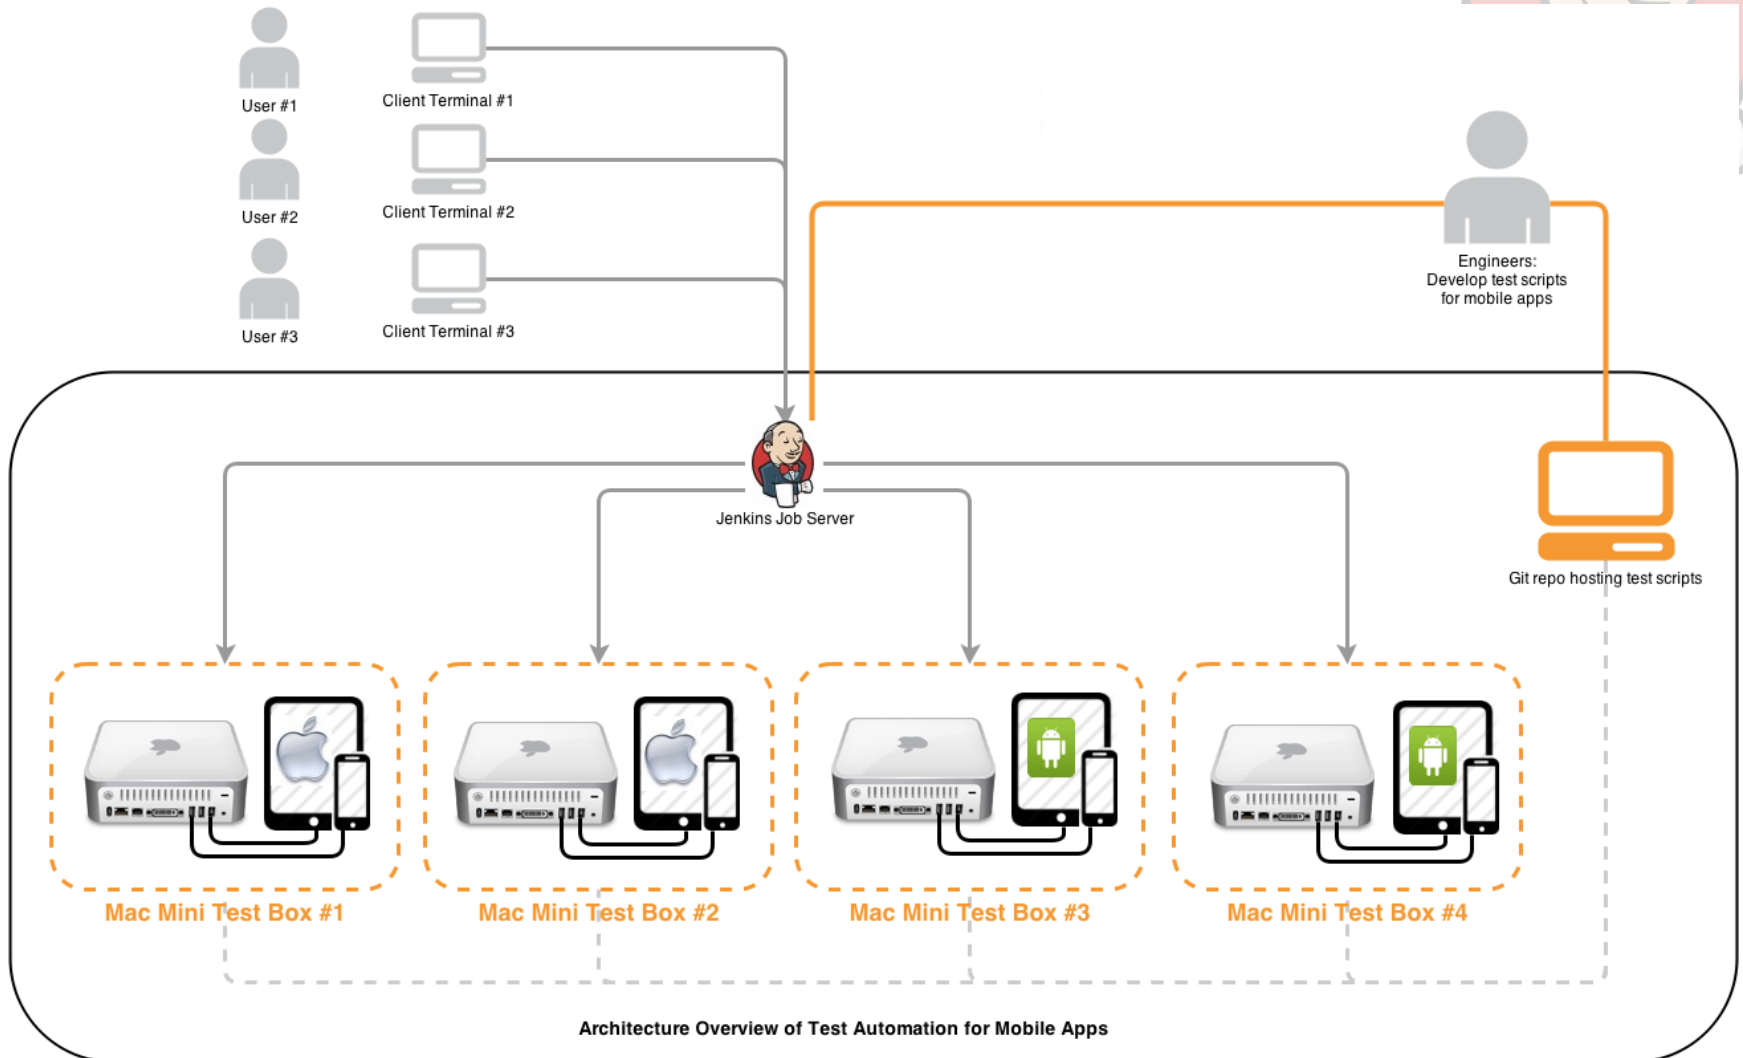 User #1
Client Terminal #1
User #2
Client Terminal #2
User #3
Client Terminal #3
Engineers:
Develop test scripts
for mobile apps
Jenkins Job Server
Git repo hosting test scripts
Mac Mini Test Box #1
Mac Mini Test Box #2
Mac Mini Test Box #3
Mac Mini Test Box #4
Architecture Overview of Test Automation for Mobile Apps